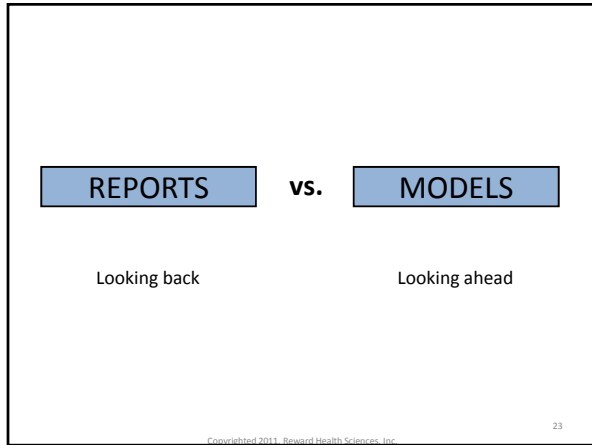 REPORTS vs. MODELS
Looking back Looking ahead
23
Copyrighted 2011, Reward Health Sciences, Inc.